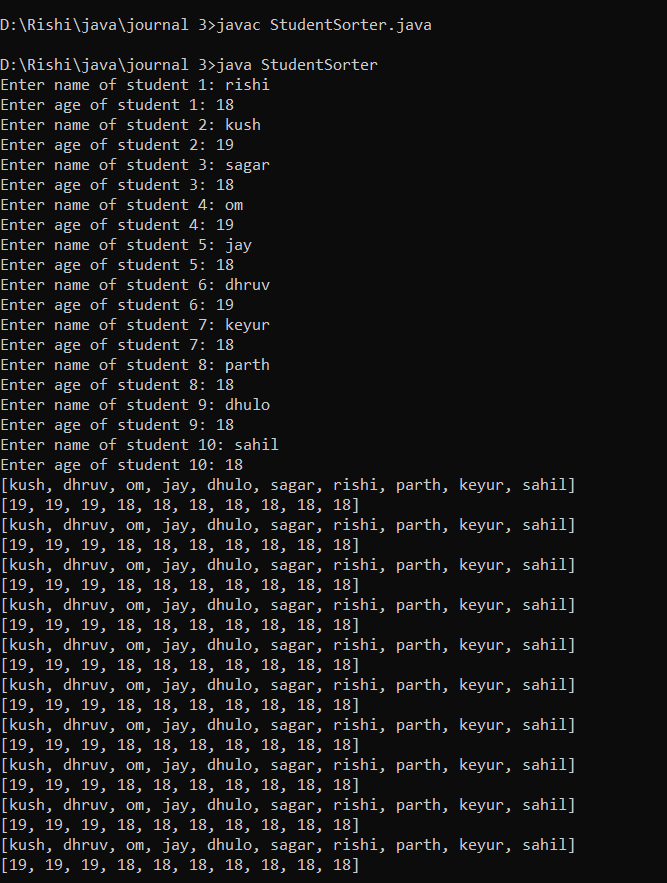 D:\Rishi\java\journal 3>javac StudentSorter.java
D:\Rishi\java\journal 3>java StudentSorter
Enter name of student 1: rishi
Enter age of student 1: 18
Enter name of student 2: kush
Enter age of student 2: 19
Enter name of student 3: sagar
Enter age of student 3: 18
Enter name of student 4: om
Enter age of student 4: 19
Enter name of student 5: jay
Enter age of student 5: 18
Enter name of student 6: dhruv
Enter age of student 6: 19
Enter name of student 7: keyur
Enter age of student 7: 18
Enter name of student 8: parth
Enter age of student 8: 18
Enter name of student 9: dhulo
Enter age of student 9: 18
Enter name of student 10: sahil
Enter age of student 10: 18
[kush, dhruv, om, jay, dhulo, sagar, rishi, parth, keyur, sahil]
[19, 19, 19, 18, 18, 18, 18, 18, 18, 18]
[kush, dhruv, om, jay, dhulo, sagar, rishi, parth, keyur, sahil]
[19, 19, 19, 18, 18, 18, 18, 18, 18, 18]
[kush, dhruv, om, jay, dhulo, sagar, rishi, parth, keyur, sahil]
[19, 19, 19, 18, 18, 18, 18, 18, 18, 18]
[kush, dhruv, om, jay, dhulo, sagar, rishi, parth, keyur, sahil]
[19, 19, 19, 18, 18, 18, 18, 18, 18, 18]
[kush, dhruv, om, jay, dhulo, sagar, rishi, parth, keyur, sahil]
[19, 19, 19, 18, 18, 18, 18, 18, 18, 18]
[kush, dhruv, om, jay, dhulo, sagar, rishi, parth, keyur, sahil]
[19, 19, 19, 18, 18, 18, 18, 18, 18, 18]
[kush, dhruv, om, jay, dhulo, sagar, rishi, parth, keyur, sahil]
[19, 19, 19, 18, 18, 18, 18, 18, 18, 18]
[kush, dhruv, om, jay, dhulo, sagar, rishi, parth, keyur, sahil]
[19, 19, 19, 18, 18, 18, 18, 18, 18, 18]
[kush, dhruv, om, jay, dhulo, sagar, rishi, parth, keyur, sahil]
[19, 19, 19, 18, 18, 18, 18, 18, 18, 18]
[kush, dhruv, om, jay, dhulo, sagar, rishi, parth, keyur, sahil]
[19, 19, 19, 18, 18, 18, 18, 18, 18, 18]